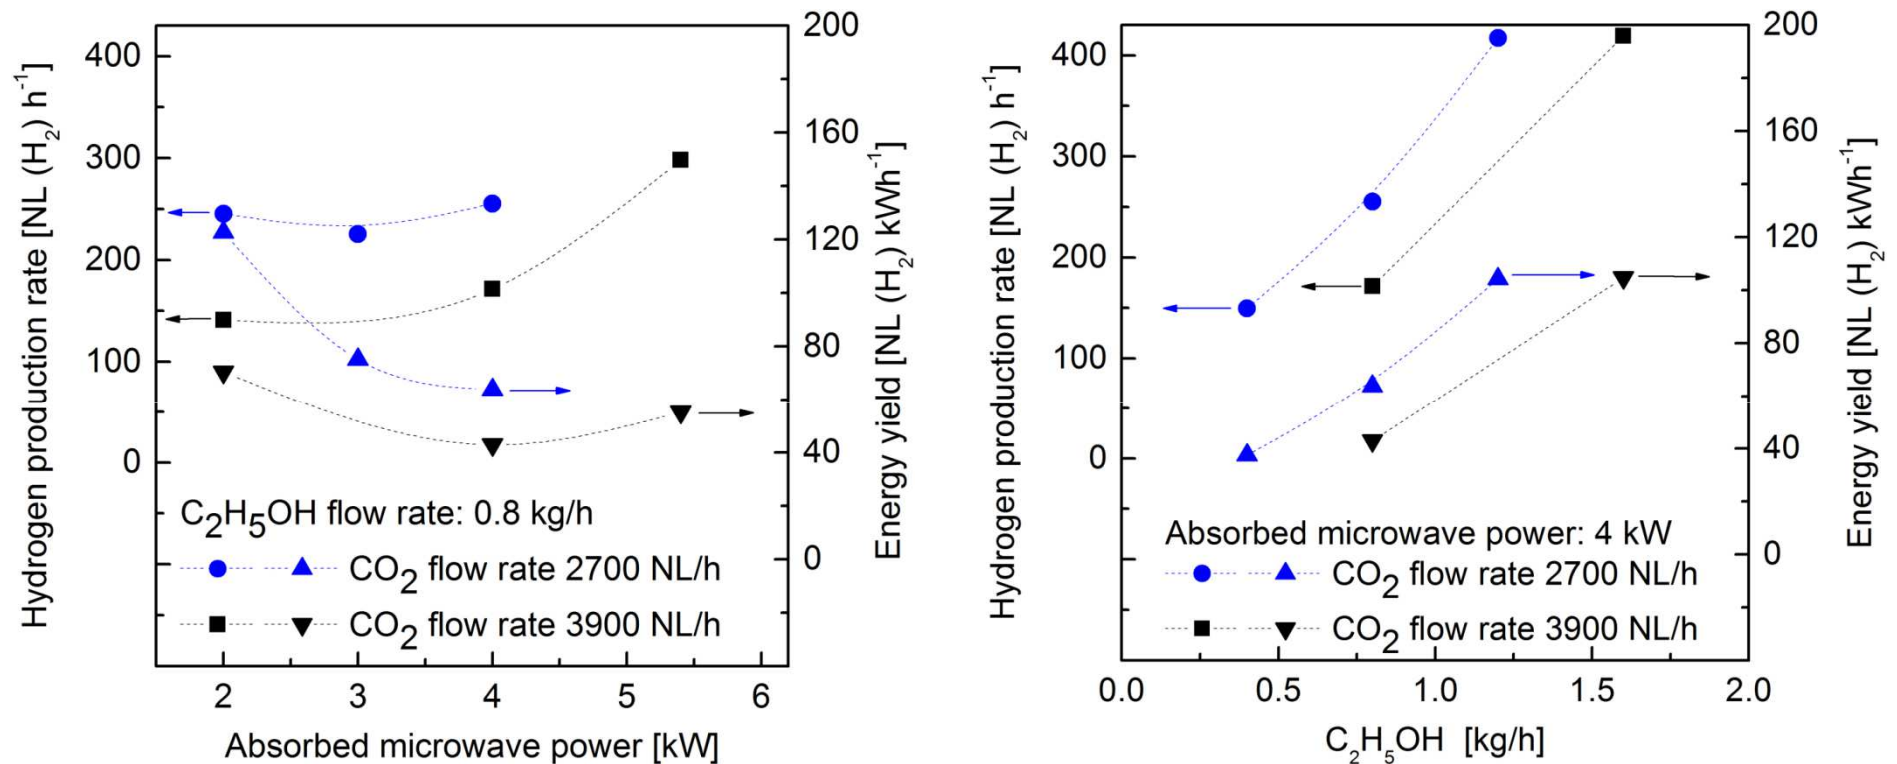 Hydrogen production rate [NL (H2) h-1]
400
300
200
100
0
200
160
120
80
40
0
Energy yield [NL (H2) kWh-1]
C2H5OH flow rate: 0.8 kg/h
CO2 flow rate 2700 NL/h
CO2 flow rate 3900 NL/h
2 3 4 5 6
Absorbed microwave power [kW]
Hydrogen production rate [NL (H2) h-1]
400
300
200
100
0
200
160
120
80
40
0
Energy yield [NL (H2) kWh-1]
Absorbed microwave power: 4 kW
CO2 flow rate 2700 NL/h
CO2 flow rate 3900 NL/h
0.0 0.5 1.0 1.5 2.0
C2H5OH [kg/h]